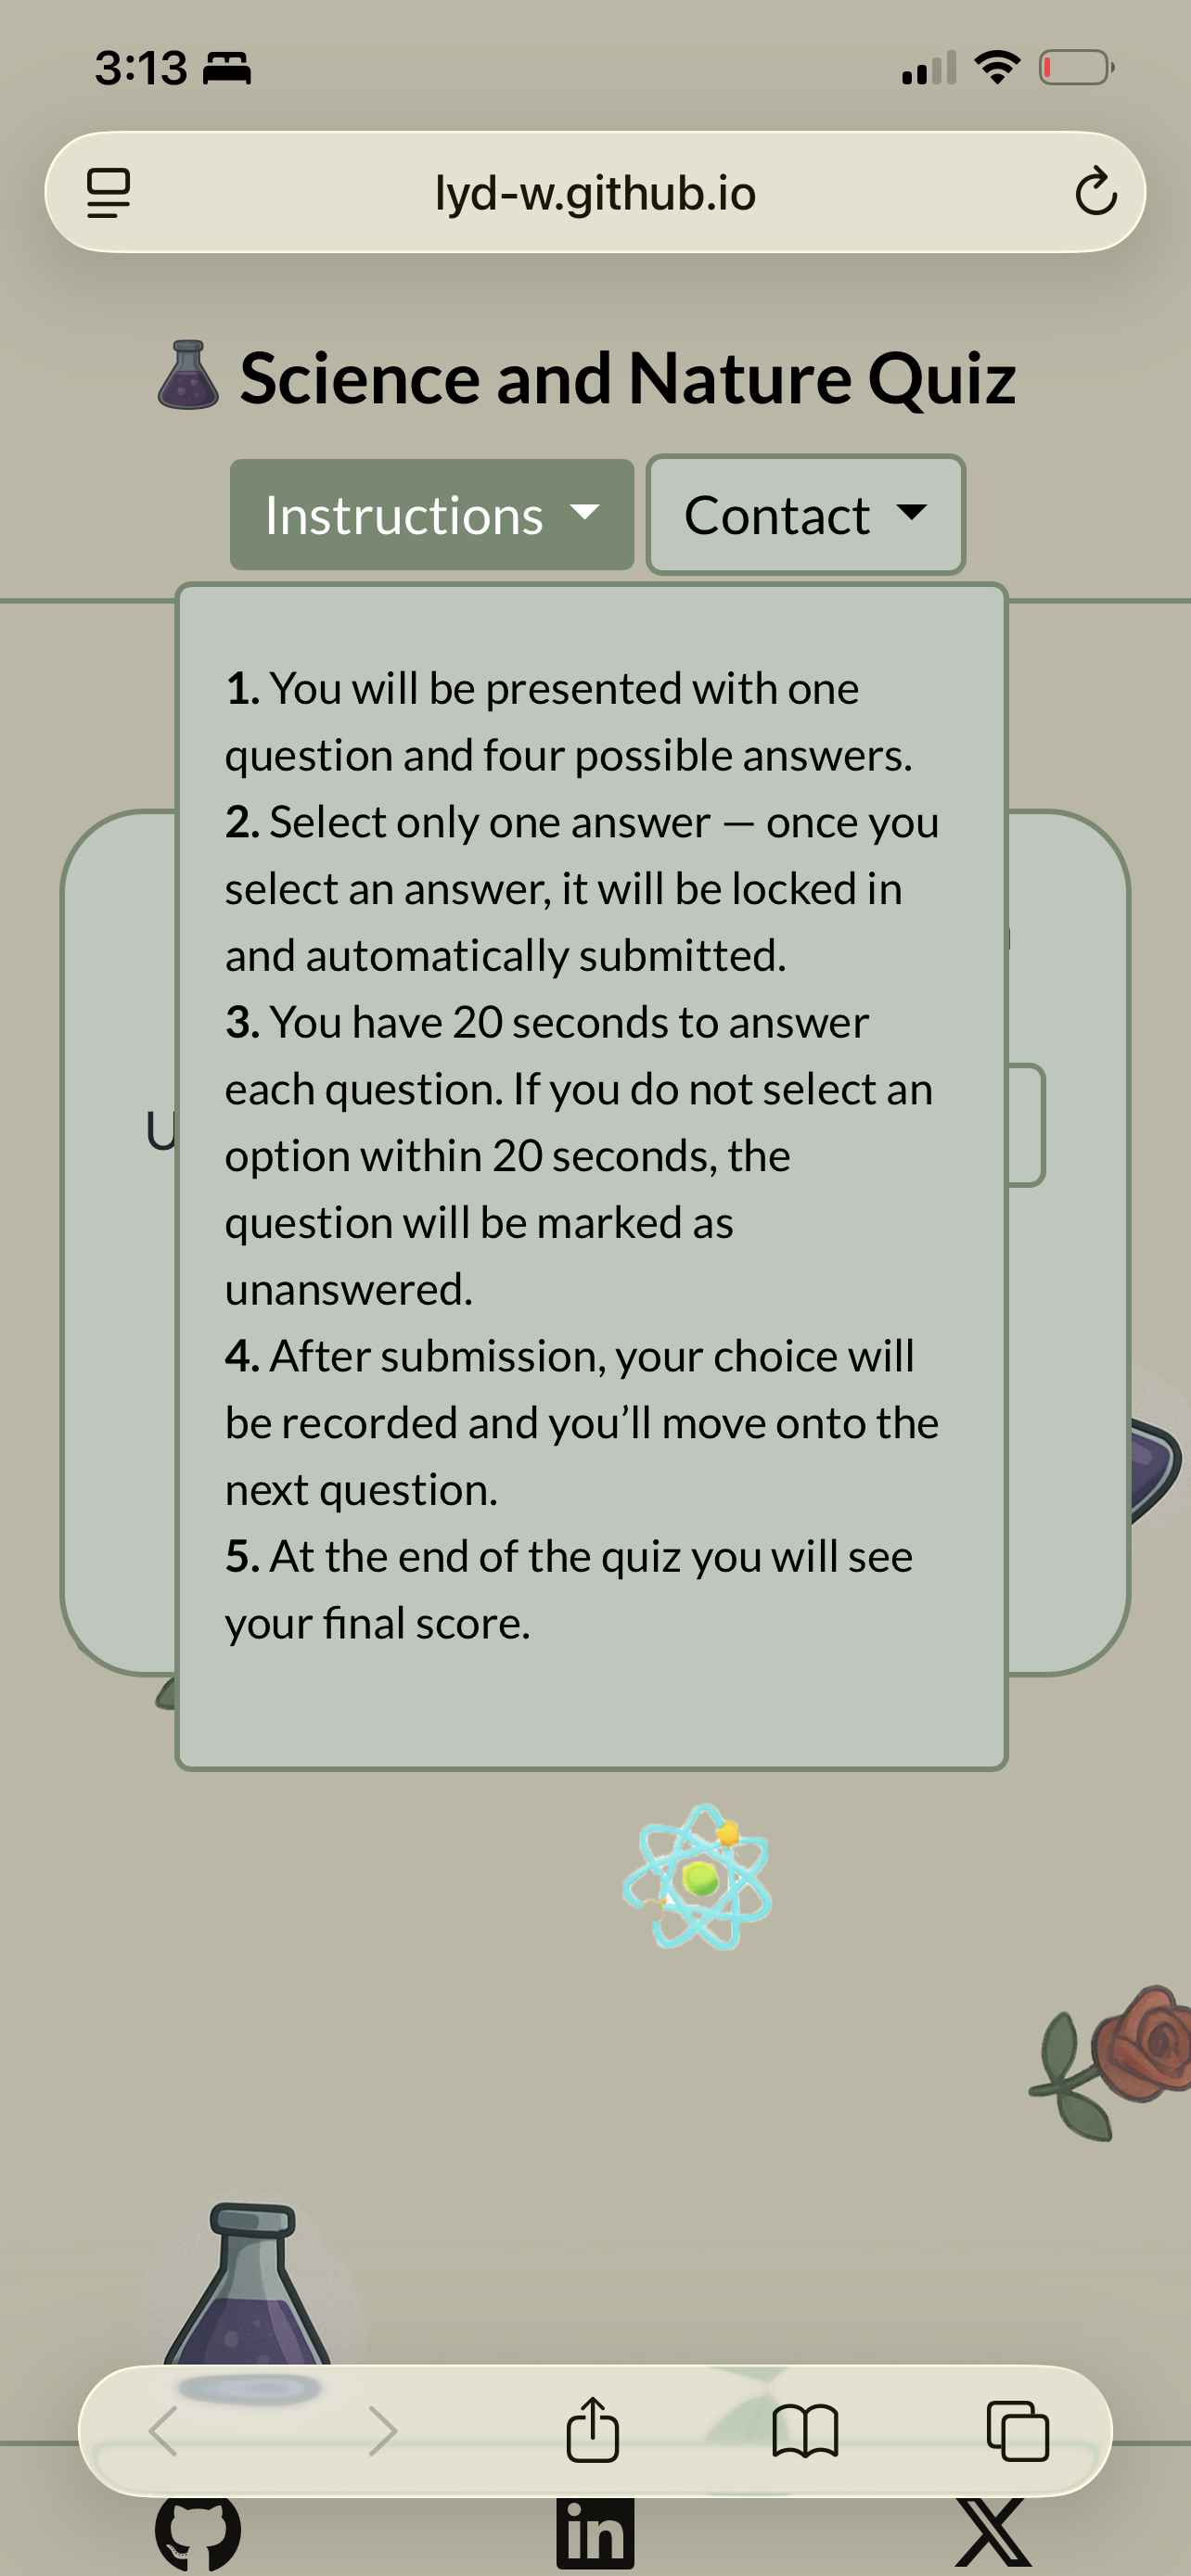 3:13
lyd-w.github.io
Science and Nature Quiz
Instructions
Contact
1. You will be presented with one
question and four possible answers.
2. Select only one answer — once you
select an answer, it will be locked in
and automatically submitted.
3. You have 20 seconds to answer
each question. If you do not select an
option within 20 seconds, the
question will be marked as
unanswered.
4. After submission, your choice will
be recorded and you’ll move onto the
next question.
5. At the end of the quiz you will see
your final score.
in